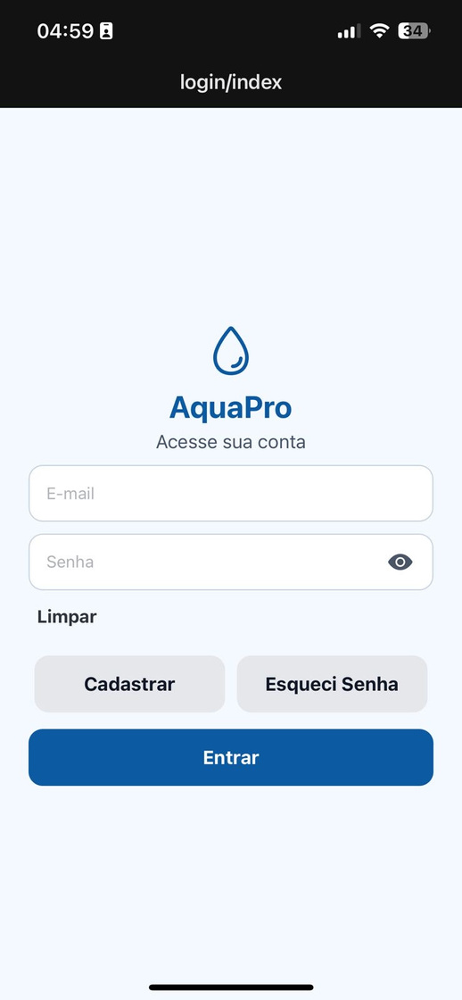 04:59
34
login/index
AquaPro
Acesse sua conta
E-mail
Senha
Limpar
Cadastrar Esqueci Senha
Entrar